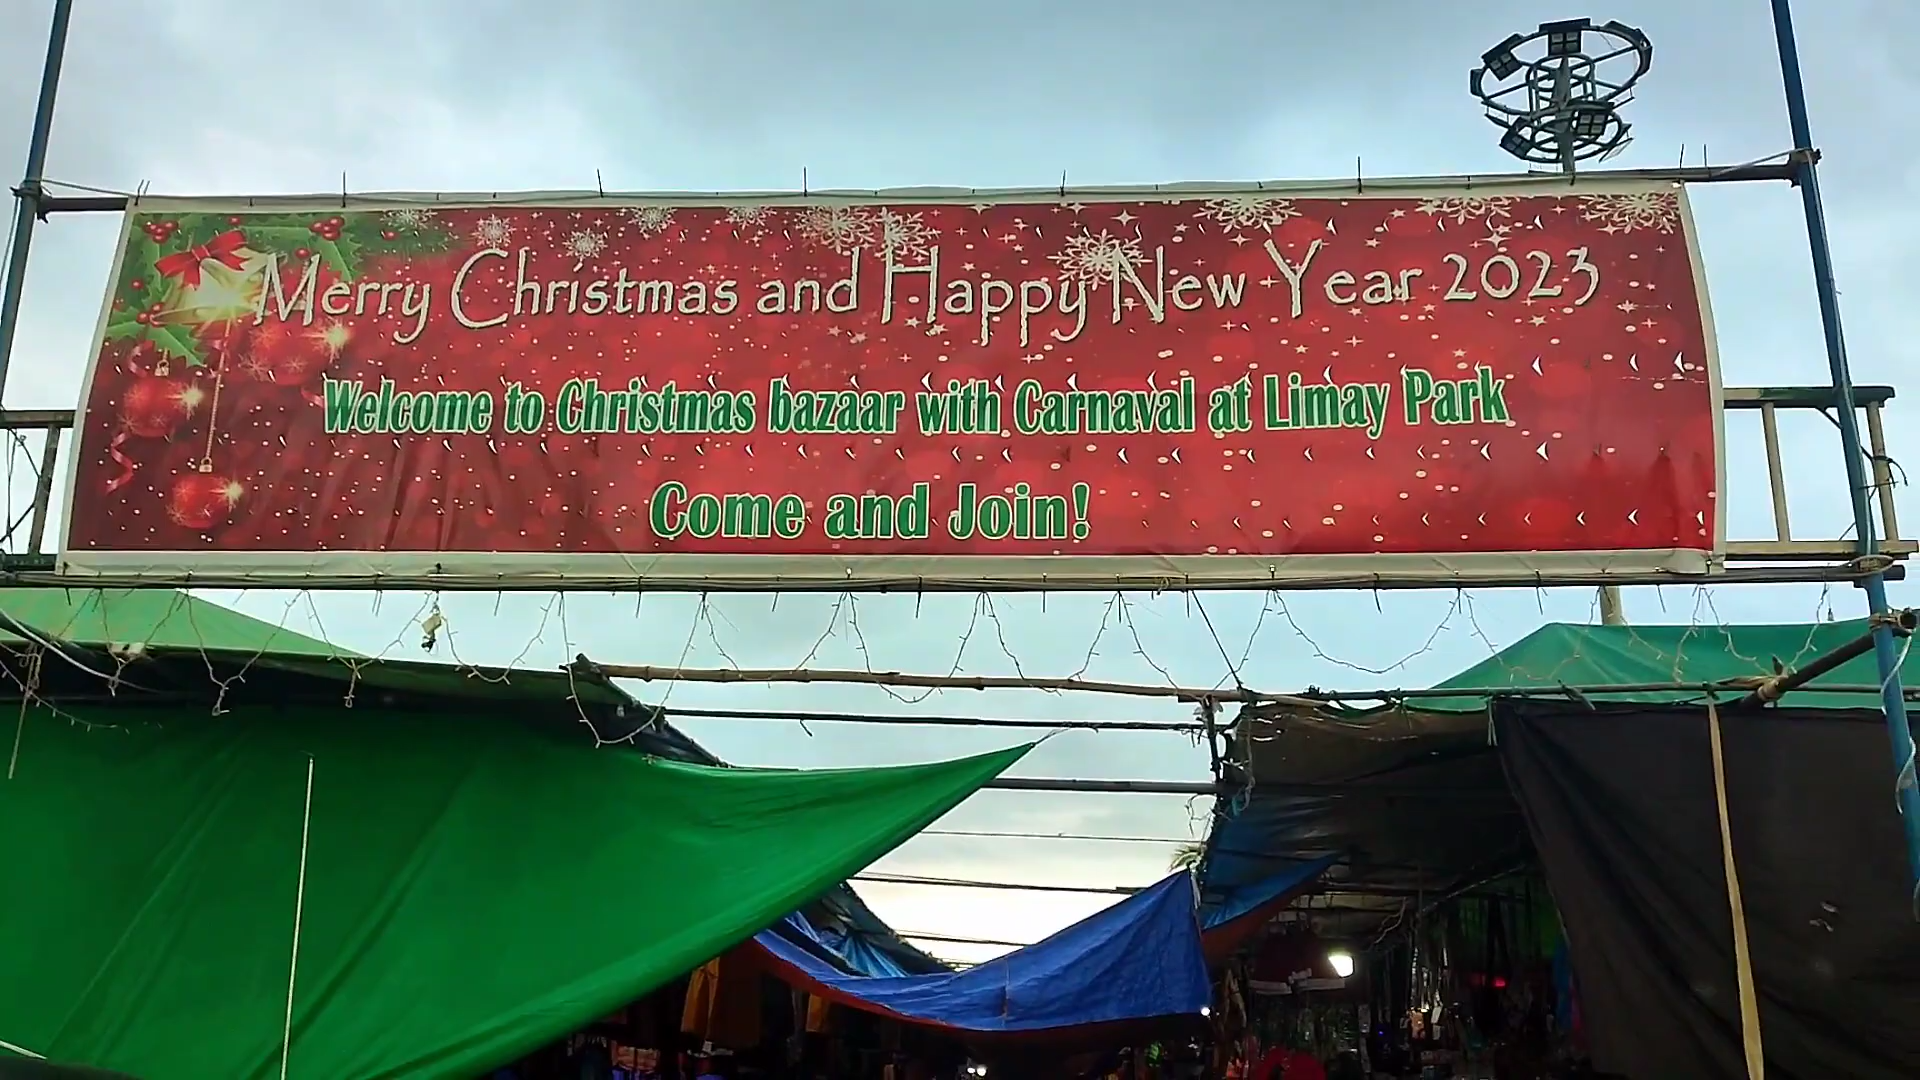 Merry Christmas and Happy New Year 2023
Welcome to Christmas bazaar with Carnaval at Limay Park
Come and Join!